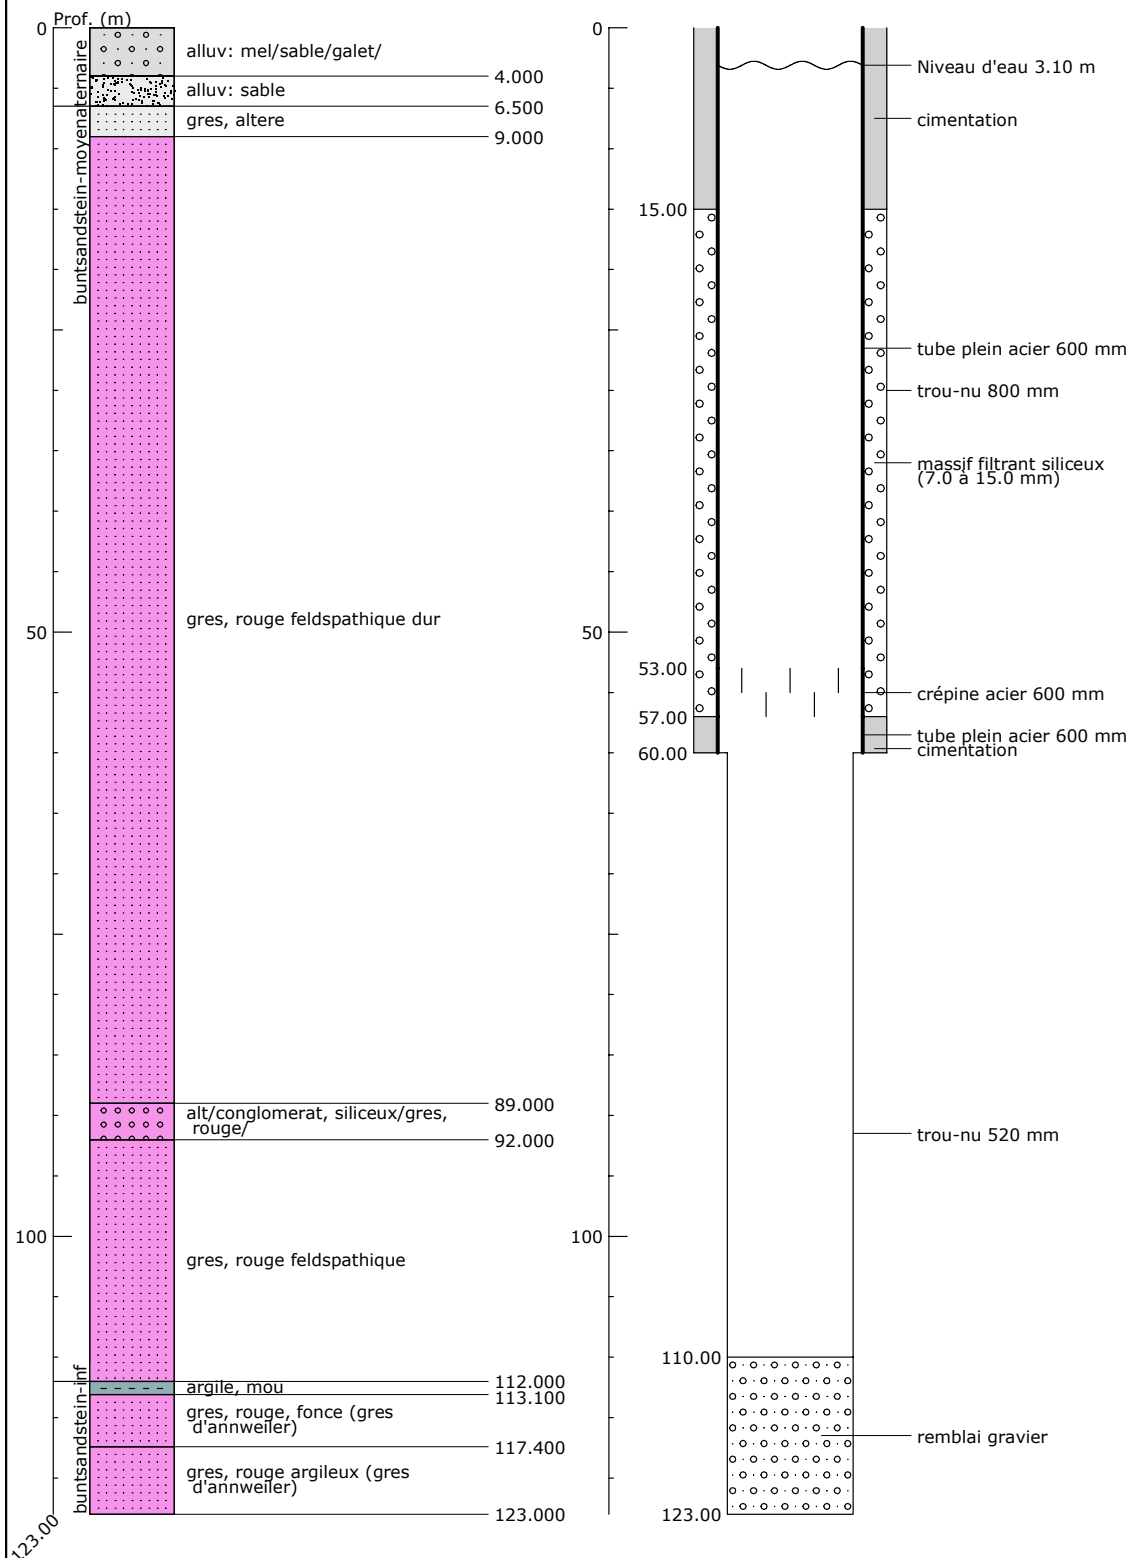 Prof. (m)
0
buntsandstein-moyenaternaire
alluv: mel/sable/galet/
4.000
alluv: sable
6.500
gres, altere
9.000
gres, rouge feldspathique dur
50
89.000
alt/conglomerat, siliceux/gres,
rouge/
92.000
100
gres, rouge feldspathique
buntsandstein-inf
112.000
argile, mou
113.100
gres, rouge, fonce (gres
d'annweiler)
117.400
gres, rouge argileux (gres
d'annweiler)
123.000
123.00
0
Niveau d'eau 3.10 m
cimentation
15.00
tube plein acier 600 mm
trou-nu 800 mm
massif filtrant siliceux
(7.0 à 15.0 mm)
50
53.00
crépine acier 600 mm
57.00
tube plein acier 600 mm
cimentation
60.00
trou-nu 520 mm
100
110.00
remblai gravier
123.00